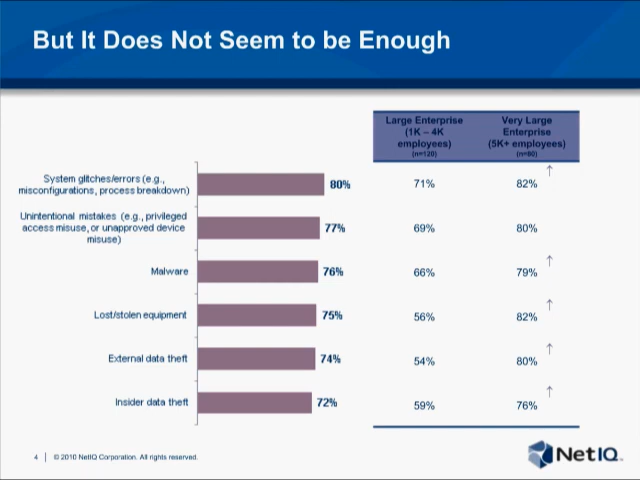 But It Does Not Seem to be Enough
Large Enterprise
(1K – 4K
employees)
(n=120)
Very Large
Enterprise
(5K+ employees)
(n=80)
System glitches/errors (e.g.,
misconfigurations, process breakdown)
80%
71%
82%
↑
Unintentional mistakes (e.g., privileged
access misuse, or unapproved device
misuse)
77%
69%
80%
Malware
76%
66%
79%
↑
Lost/stolen equipment
75%
56%
82%
↑
External data theft
74%
54%
80%
↑
Insider data theft
72%
59%
76%
↑
4 | © 2010 NetIQ Corporation. All rights reserved.
NetIQ